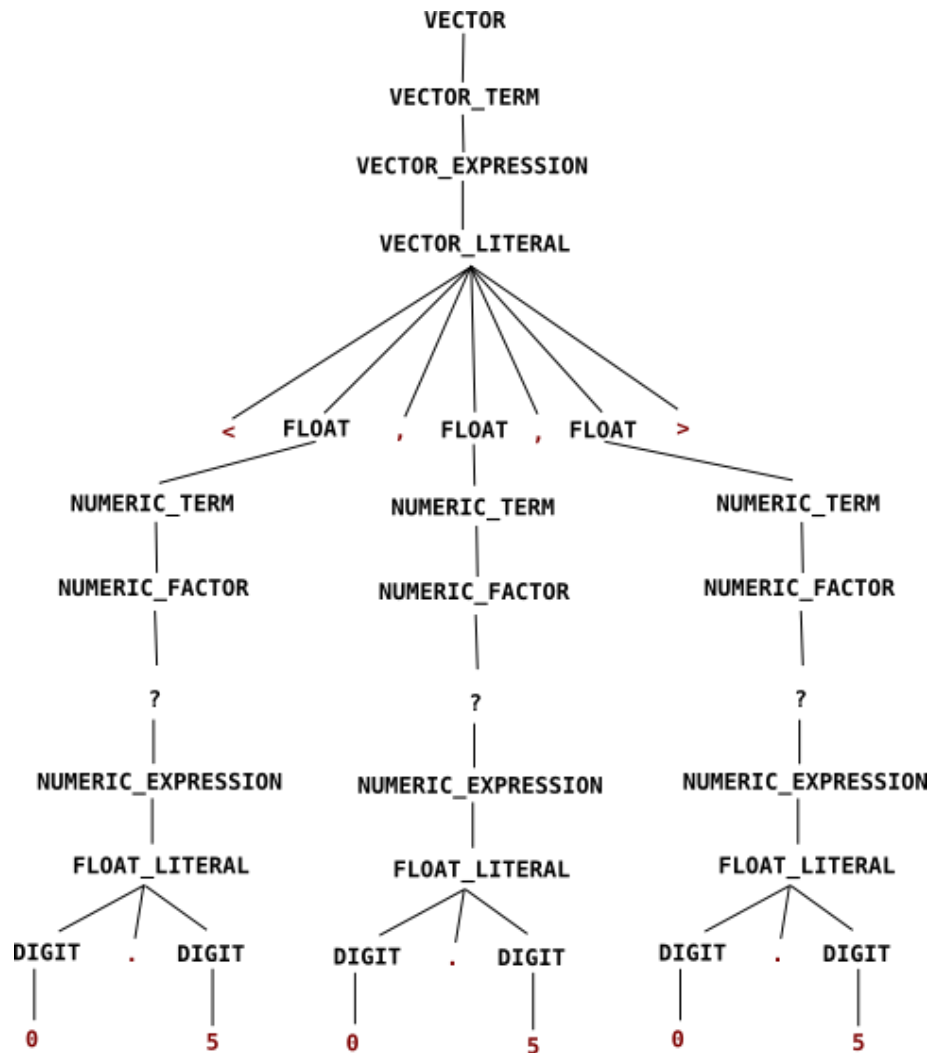 VECTOR
VECTOR_TERM
VECTOR_EXPRESSION
VECTOR_LITERAL
< FLOAT , FLOAT , FLOAT >
NUMERIC_TERM NUMERIC_TERM NUMERIC_TERM
NUMERIC_FACTOR NUMERIC_FACTOR NUMERIC_FACTOR
? ? ?
NUMERIC_EXPRESSION NUMERIC_EXPRESSION NUMERIC_EXPRESSION
FLOAT_LITERAL FLOAT_LITERAL FLOAT_LITERAL
DIGIT . DIGIT DIGIT . DIGIT DIGIT . DIGIT
0 5 0 5 0 5